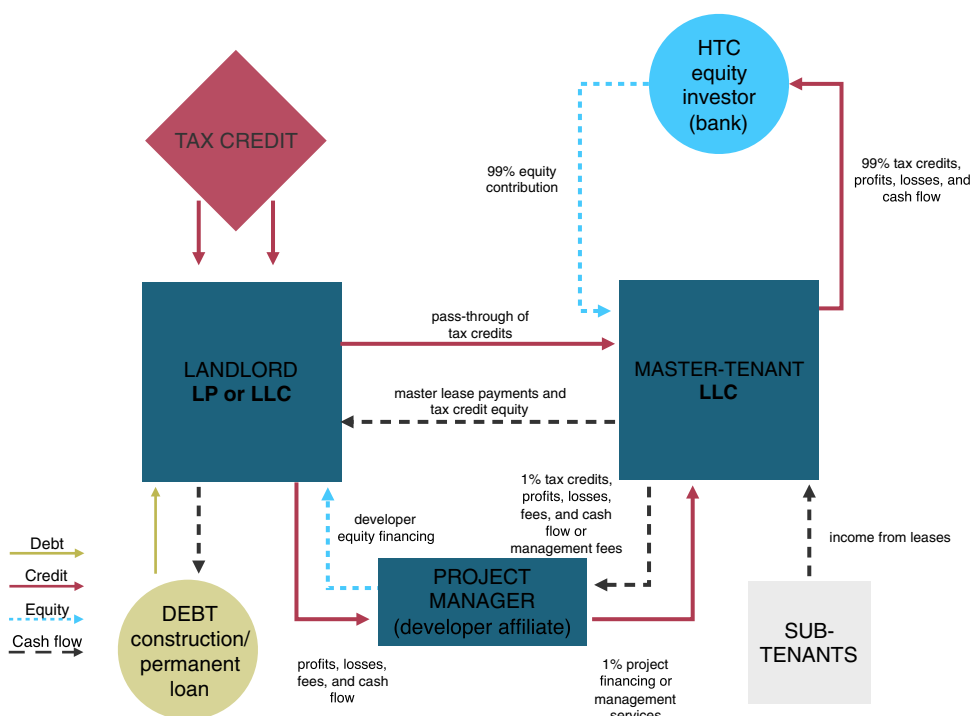 TAX CREDIT
HTC
equity
investor
(bank)
99% equity
contribution
99% tax credits,
profits, losses, and
cash flow
LANDLORD
LP or LLC
pass-through of
tax credits
master lease payments and
tax credit equity
MASTER-TENANT
LLC
developer
equity financing
1% tax credits,
profits, losses,
fees, and cash
flow or
management fees
income from leases
Debt
Credit
Equity
Cash flow
DEBT
construction/
permanent
loan
PROJECT
MANAGER
(developer affiliate)
SUB-
TENANTS
profits, losses,
fees, and cash
flow
1% project
financing or
management
services